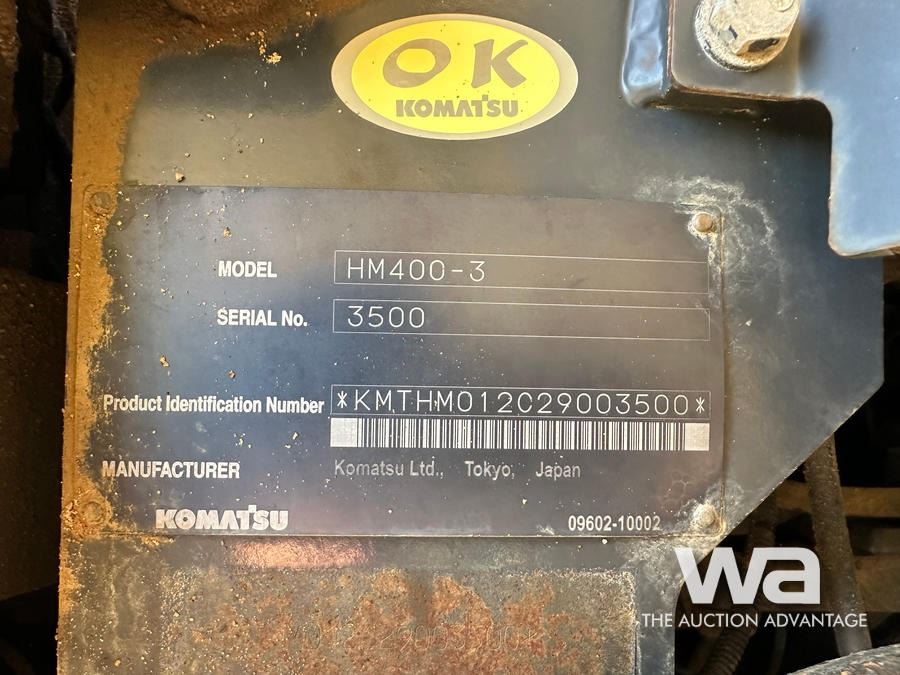 OK
KOMATSU
MODEL HM400-3
SERIAL No. 3500
Product Identification Number *KMTHM012C29003500*
MANUFACTURER Komatsu Ltd., Tokyo, Japan
KOMATSU 09602-10002
wa
THE AUCTION ADVANTAGE